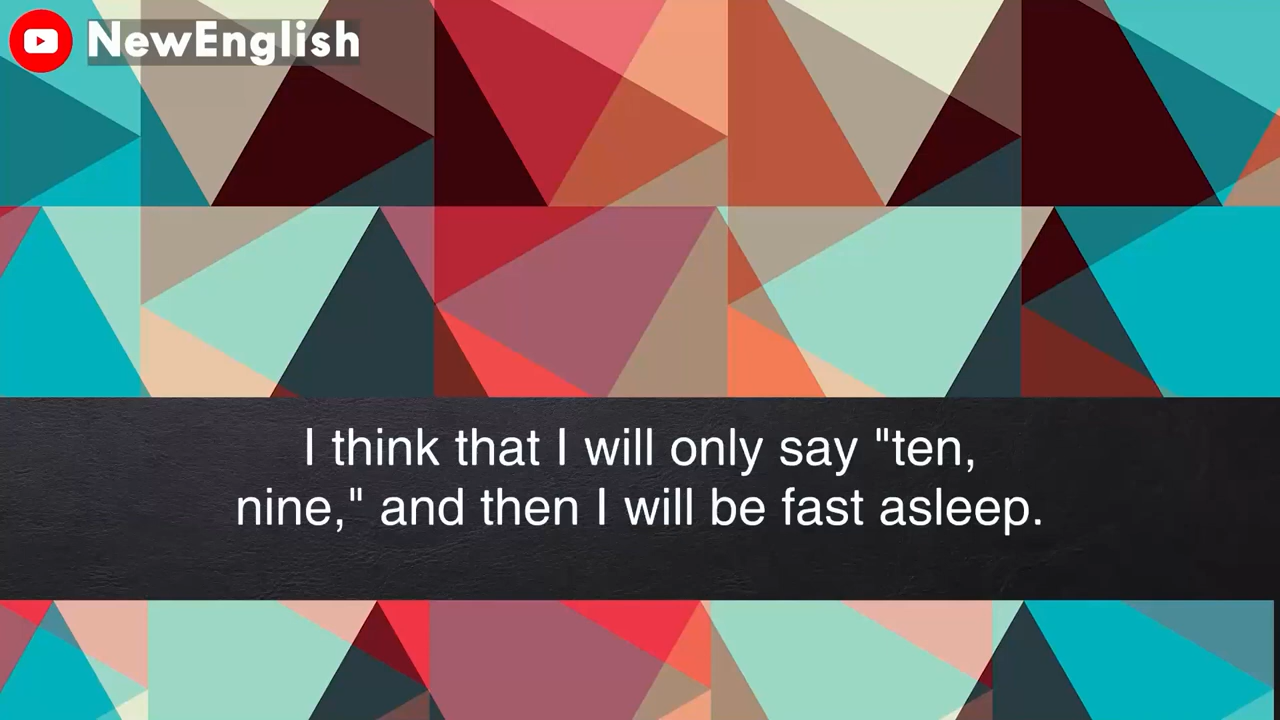 NewEnglish
I think that I will only say "ten,
nine," and then I will be fast asleep.